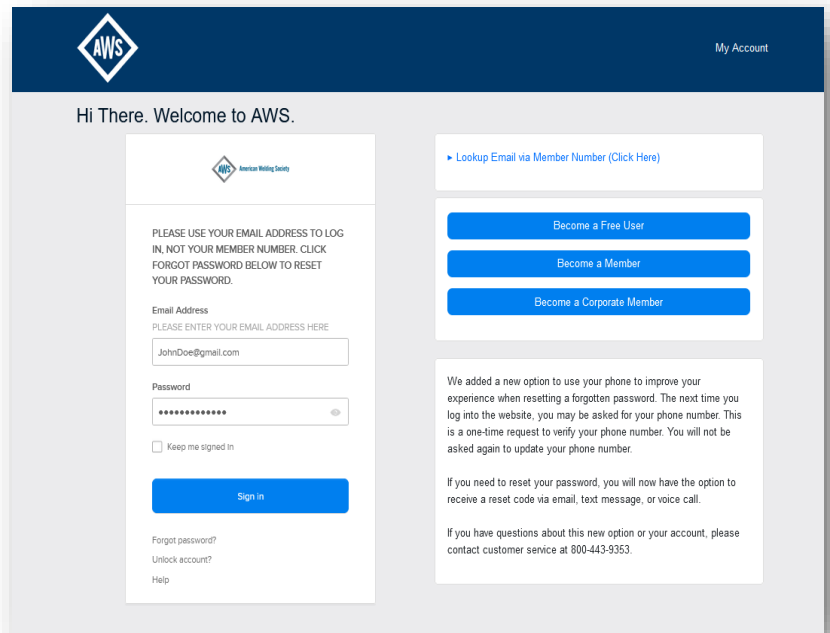 AWS
My Account
Hi There. Welcome to AWS.
AWS American Welding Society
PLEASE USE YOUR EMAIL ADDRESS TO LOG
IN, NOT YOUR MEMBER NUMBER. CLICK
FORGOT PASSWORD BELOW TO RESET
YOUR PASSWORD.
Email Address
PLEASE ENTER YOUR EMAIL ADDRESS HERE
JohnDoe@gmail.com
Password
•••••••••••••
Keep me signed in
Sign in
Forgot password?
Unlock account?
Help
▸ Lookup Email via Member Number (Click Here)
Become a Free User
Become a Member
Become a Corporate Member
We added a new option to use your phone to improve your
experience when resetting a forgotten password. The next time you
log into the website, you may be asked for your phone number. This
is a one-time request to verify your phone number. You will not be
asked again to update your phone number.
If you need to reset your password, you will now have the option to
receive a reset code via email, text message, or voice call.
If you have questions about this new option or your account, please
contact customer service at 800-443-9353.